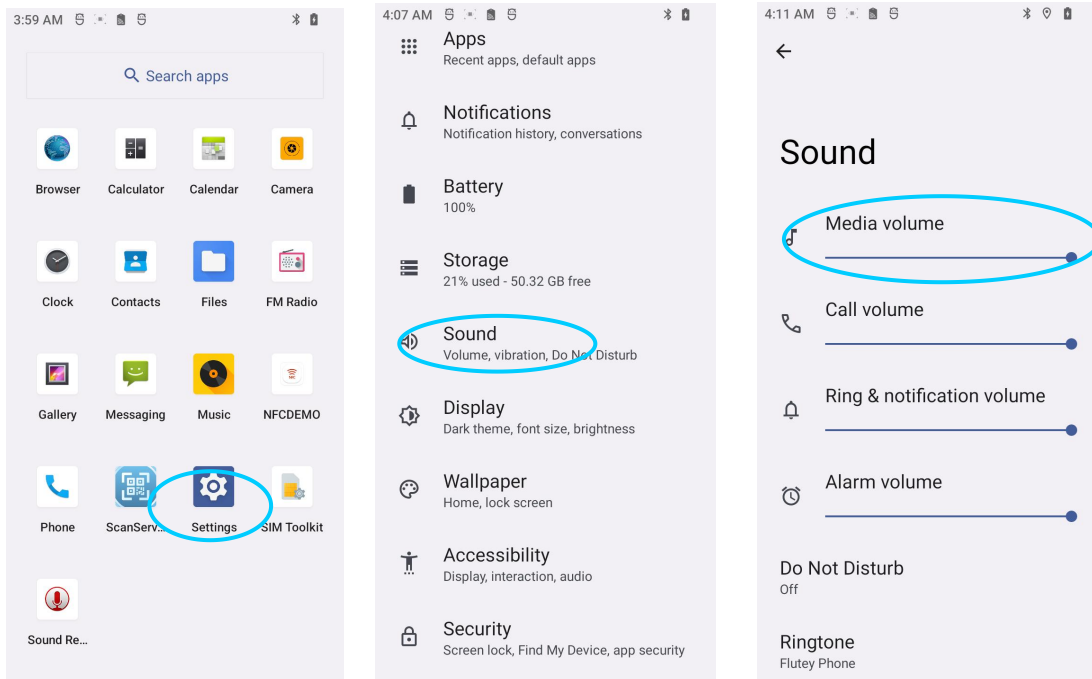 3:59 AM
Search apps
Browser
Calculator
Calendar
Camera
Clock
Contacts
Files
FM Radio
Gallery
Messaging
Music
NFCDEMO
Phone
ScanServ...
Settings
SIM Toolkit
Sound Re...
4:07 AM
Apps
Recent apps, default apps
Notifications
Notification history, conversations
Battery
100%
Storage
21% used - 50.32 GB free
Sound
Volume, vibration, Do Not Disturb
Display
Dark theme, font size, brightness
Wallpaper
Home, lock screen
Accessibility
Display, interaction, audio
Security
Screen lock, Find My Device, app security
4:11 AM
Sound
Media volume
Call volume
Ring & notification volume
Alarm volume
Do Not Disturb
Off
Ringtone
Flutey Phone